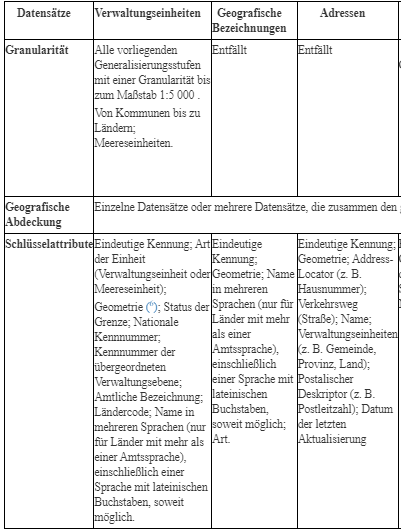 Datensätze
Verwaltungseinheiten
Geografische
Bezeichnungen
Adressen
Granularität
Alle vorliegenden
Generalisierungsstufen
mit einer Granularität bis
zum Maßstab 1:5 000 .
Von Kommunen bis zu
Ländern;
Meereseinheiten.
Entfällt
Entfällt
Geografische
Abdeckung
Einzelne Datensätze oder mehrere Datensätze, die zusammen den
Schlüsselattribute
Eindeutige Kennung; Art
der Einheit
(Verwaltungseinheit oder
Meereseinheit);
Geometrie (6); Status der
Grenze; Nationale
Kennnummer;
Kennnummer der
übergeordneten
Verwaltungsebene;
Amtliche Bezeichnung;
Ländercode; Name in
mehreren Sprachen (nur
für Länder mit mehr als
einer Amtssprache),
einschließlich einer
Sprache mit lateinischen
Buchstaben, soweit
möglich.
Eindeutige
Kennung;
Geometrie; Name
in mehreren
Sprachen (nur für
Länder mit mehr
als einer
Amtssprache),
einschließlich
einer Sprache mit
lateinischen
Buchstaben,
soweit möglich;
Art.
Eindeutige Kennung;
Geometrie; Address-
Locator (z. B.
Hausnummer);
Verkehrsweg
(Straße); Name;
Verwaltungseinheiten
(z. B. Gemeinde,
Provinz, Land);
Postalischer
Deskriptor (z. B.
Postleitzahl); Datum
der letzten
Aktualisierung